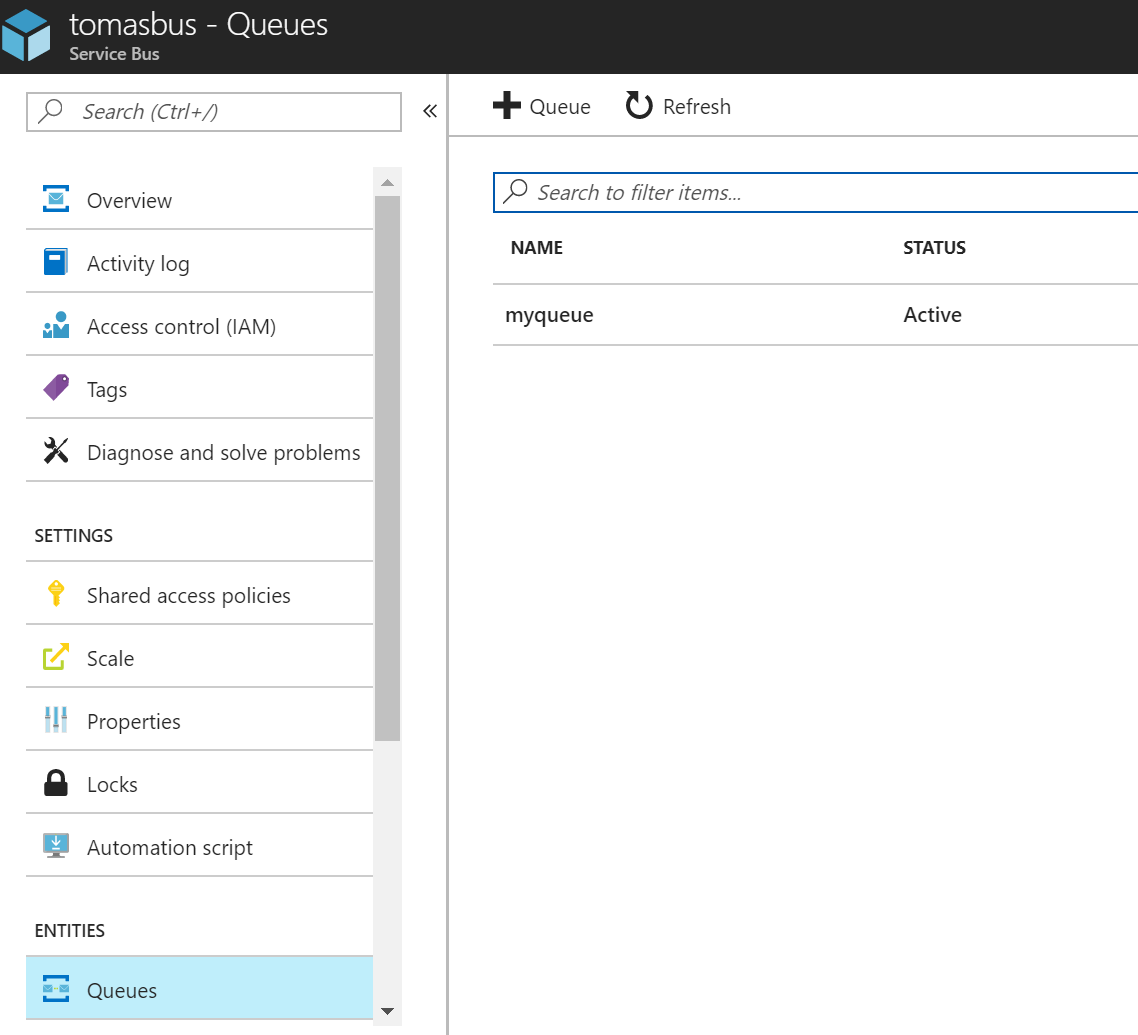 tomasbus - Queues
Service Bus
Search (Ctrl+/)
Overview
Activity log
Access control (IAM)
Tags
Diagnose and solve problems
SETTINGS
Shared access policies
Scale
Properties
Locks
Automation script
ENTITIES
Queues
Queue
Refresh
Search to filter items...
NAME
STATUS
myqueue
Active